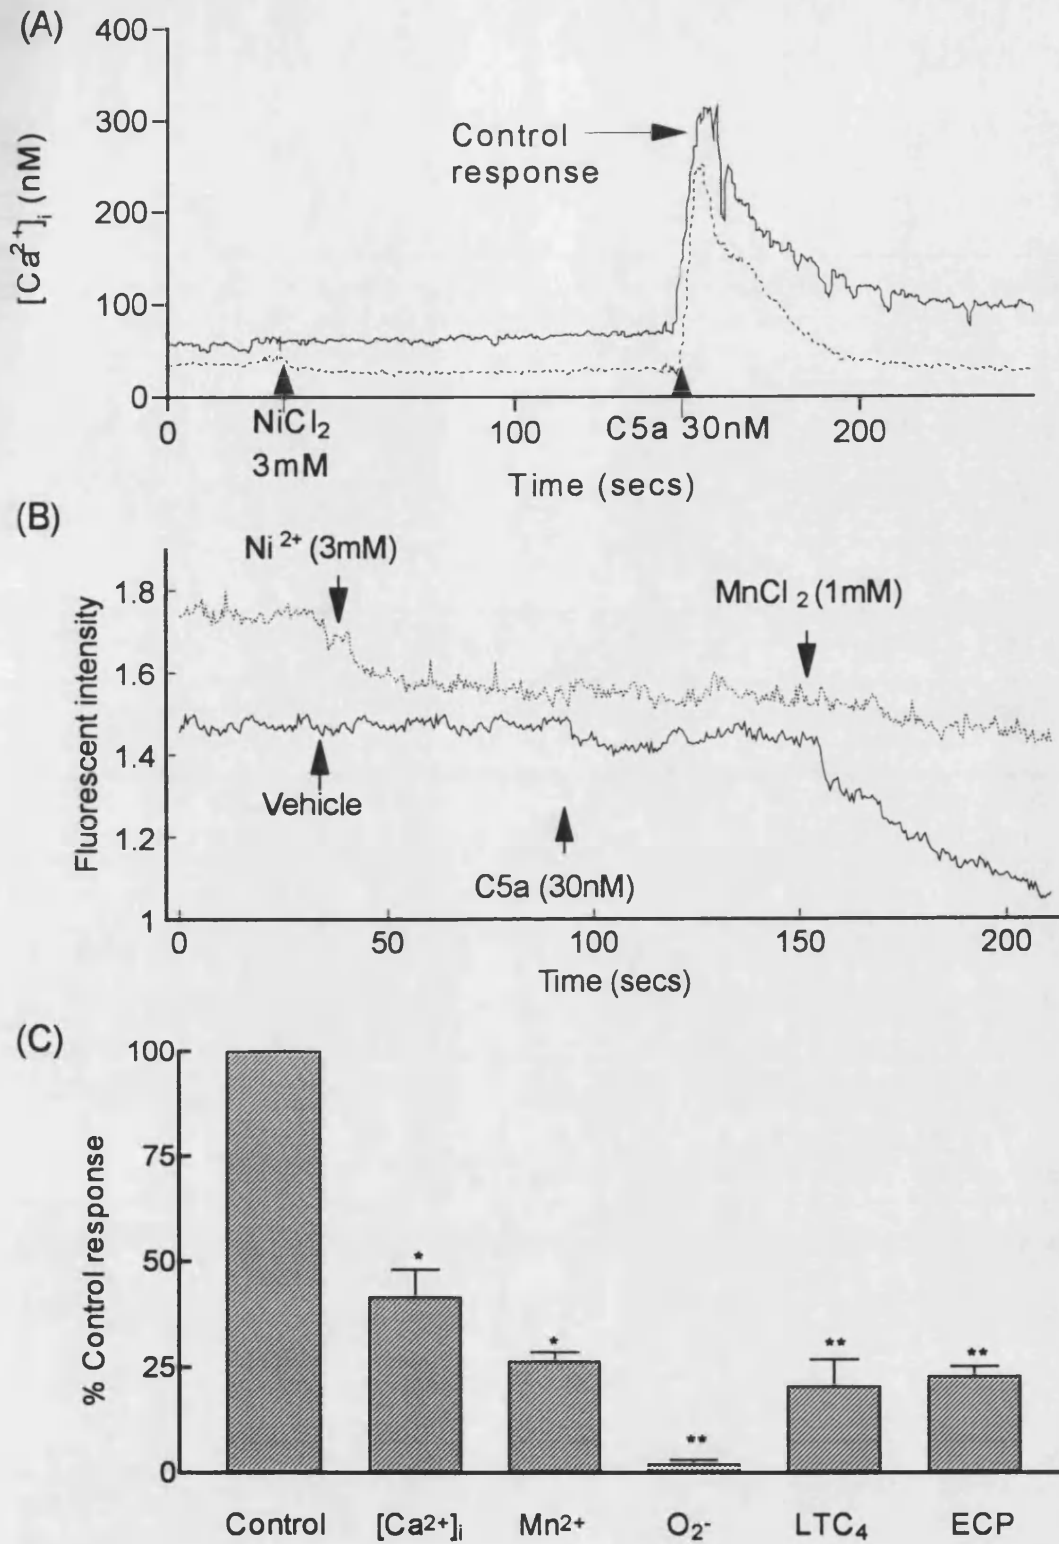 (A)
400
300
200
100
0
[Ca²⁺]ᵢ (nM)
Control
response
0
100
200
NiCl₂
3mM
C5a 30nM
Time (secs)
(B)
Ni ²⁺ (3mM)
MnCl ₂ (1mM)
1.8
1.6
1.4
1.2
1
Fluorescent intensity
Vehicle
C5a (30nM)
0
50
100
150
200
Time (secs)
(C)
100
75
50
25
0
% Control response
*
*
**
**
**
Control
[Ca²⁺]ᵢ
Mn²⁺
O₂⁻
LTC₄
ECP